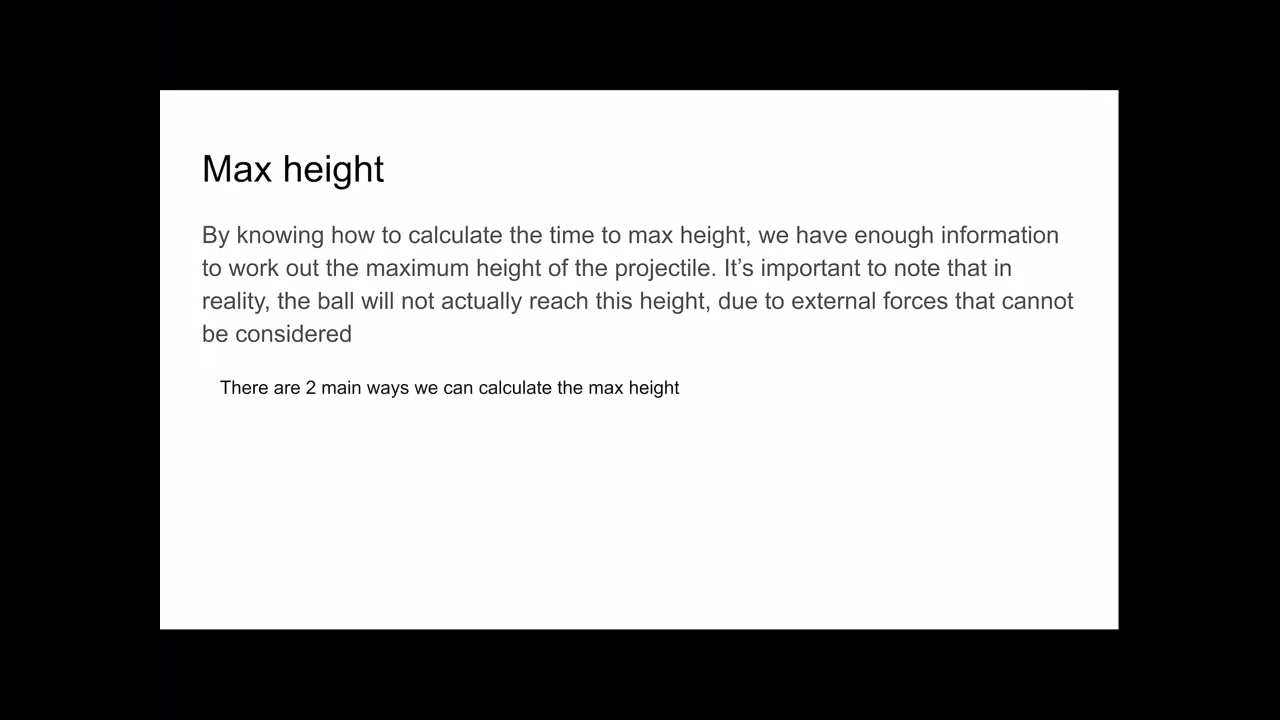 Max height
By knowing how to calculate the time to max height, we have enough information
to work out the maximum height of the projectile. It’s important to note that in
reality, the ball will not actually reach this height, due to external forces that cannot
be considered
There are 2 main ways we can calculate the max height